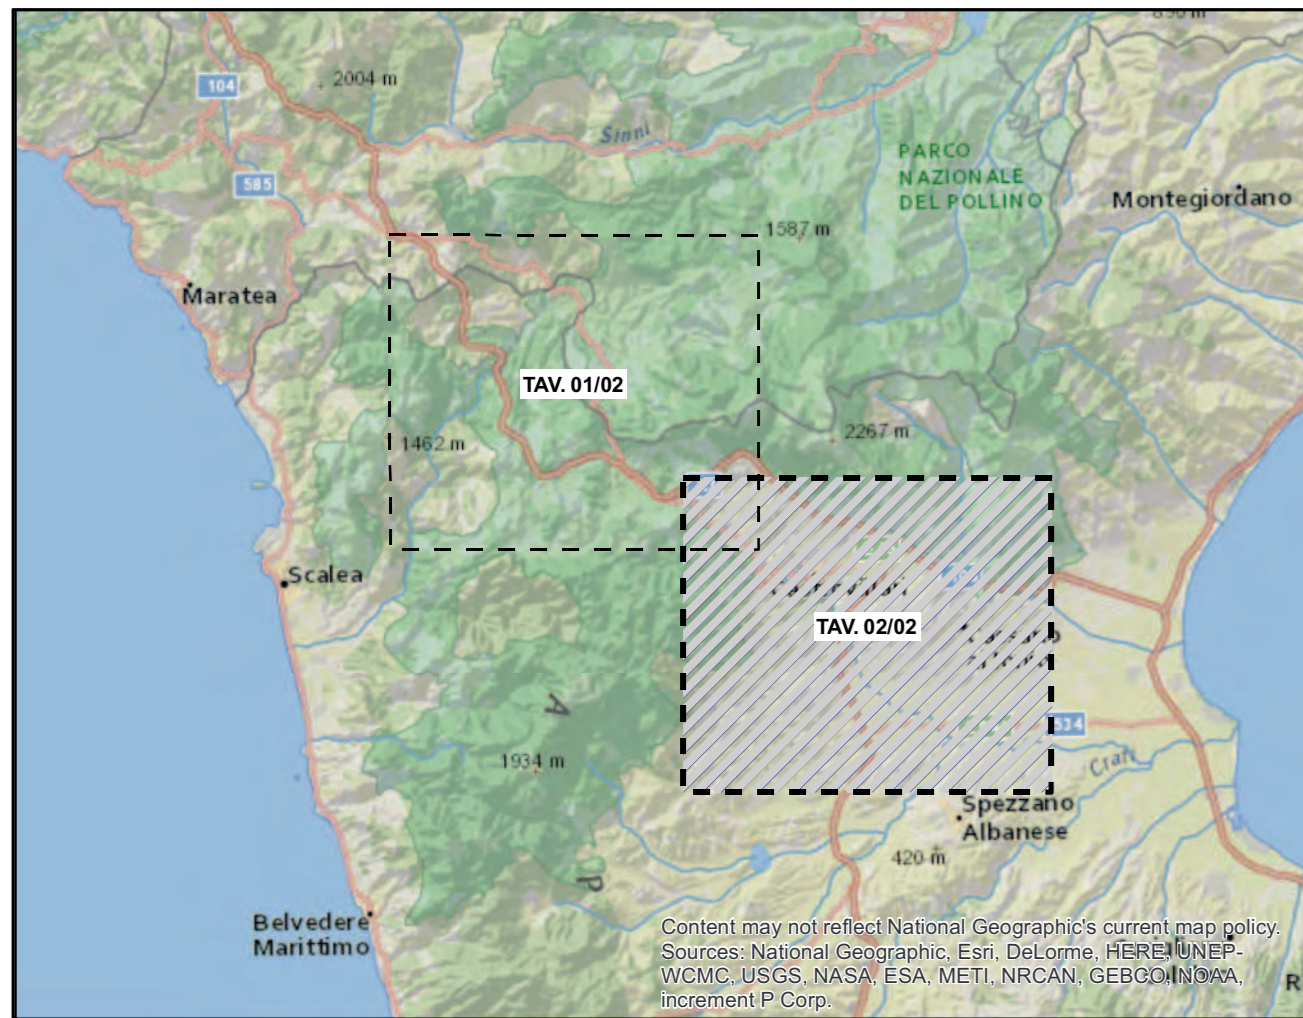 890 m
2004 m
104
Sinni
585
PARCO
NAZIONALE
DEL POLLINO
Montegiordano
1587 m
Maratea
TAV. 01/02
1462 m
2267 m
Scalea
TAV. 02/02
A
534
1934 m
Crati
Spezzano
Albanese
420 m
P
Belvedere
Marittimo
Content may not reflect National Geographic's current map policy.
Sources: National Geographic, Esri, DeLorme, HERE, UNEP-
WCMC, USGS, NASA, ESA, METI, NRCAN, GEBCO, NOAA,
increment P Corp.
R